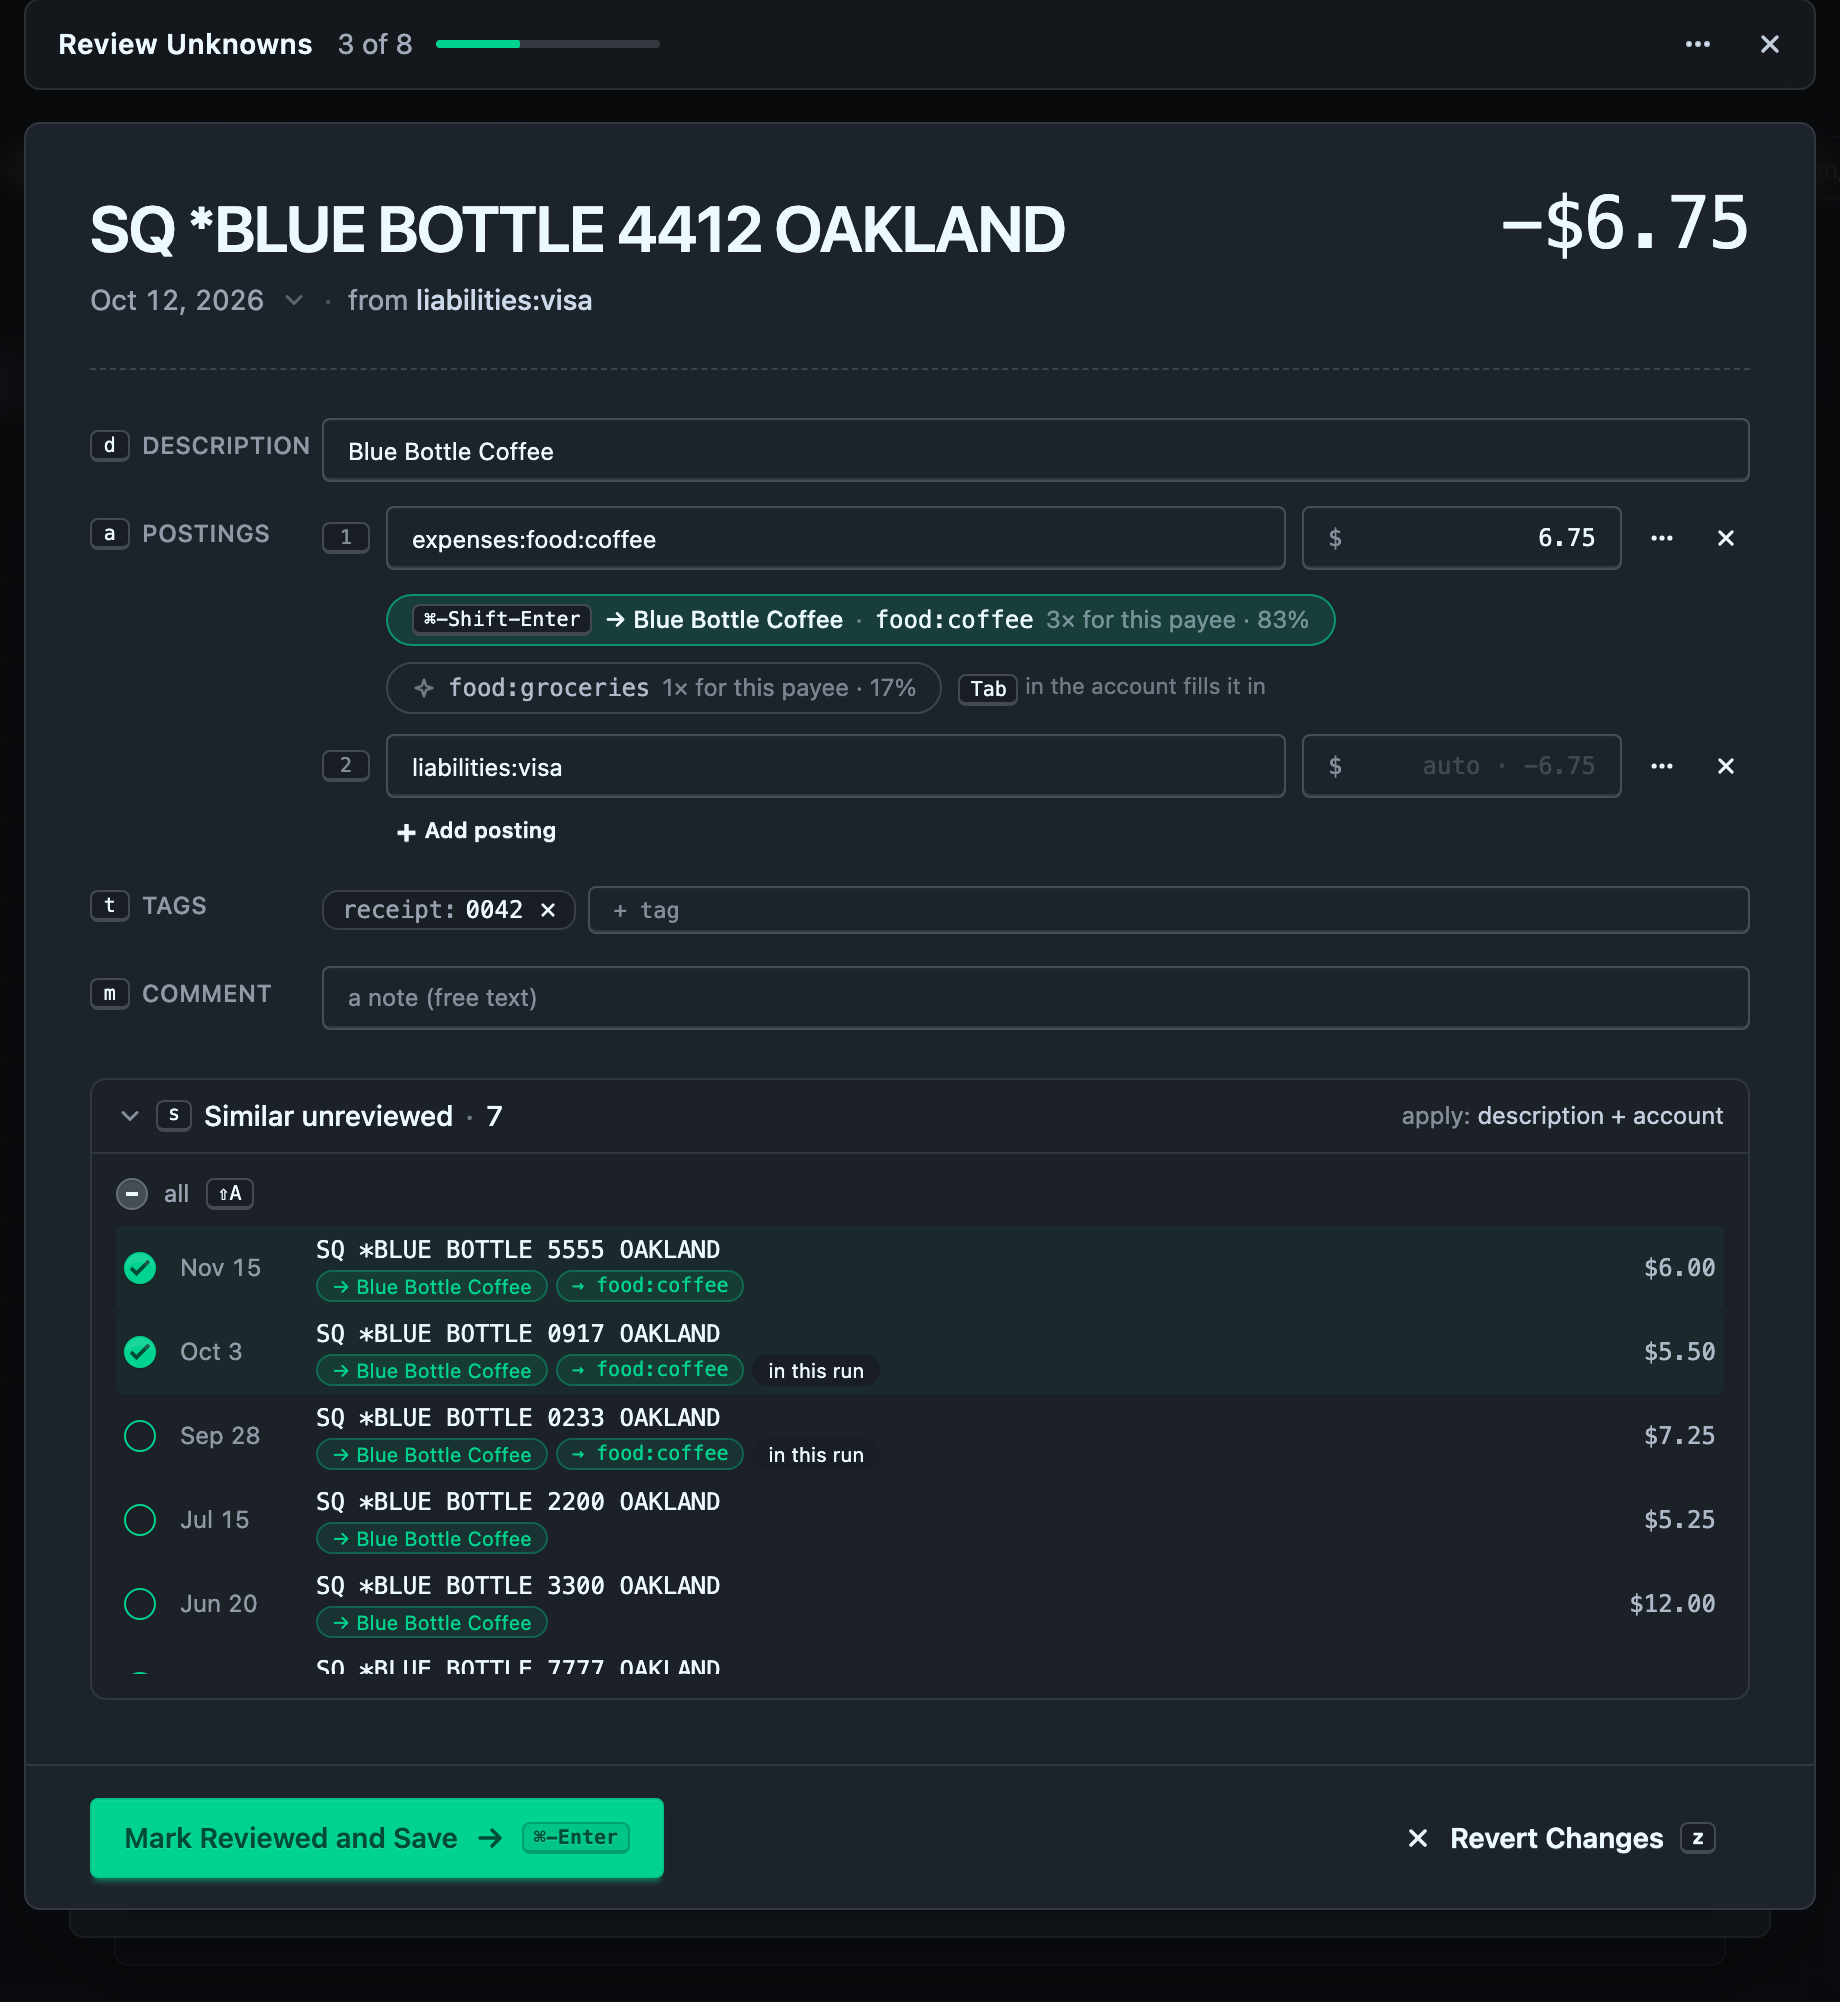 Review Unknowns 3 of 8
SQ *BLUE BOTTLE 4412 OAKLAND −$6.75
Oct 12, 2026 · from liabilities:visa
d DESCRIPTION Blue Bottle Coffee
a POSTINGS 1 expenses:food:coffee $ 6.75
⌘–Shift–Enter → Blue Bottle Coffee · food:coffee 3× for this payee · 83%
food:groceries 1× for this payee · 17% Tab in the account fills it in
2 liabilities:visa $ auto · −6.75
+ Add posting
t TAGS receipt: 0042 × + tag
m COMMENT a note (free text)
s Similar unreviewed · 7 apply: description + account
all ⇧A
Nov 15 SQ *BLUE BOTTLE 5555 OAKLAND $6.00
→ Blue Bottle Coffee → food:coffee
Oct 3 SQ *BLUE BOTTLE 0917 OAKLAND $5.50
→ Blue Bottle Coffee → food:coffee in this run
Sep 28 SQ *BLUE BOTTLE 0233 OAKLAND $7.25
→ Blue Bottle Coffee → food:coffee in this run
Jul 15 SQ *BLUE BOTTLE 2200 OAKLAND $5.25
→ Blue Bottle Coffee
Jun 20 SQ *BLUE BOTTLE 3300 OAKLAND $12.00
→ Blue Bottle Coffee
SQ *BLUE BOTTLE 7777 OAKLAND
Mark Reviewed and Save → ⌘–Enter × Revert Changes z